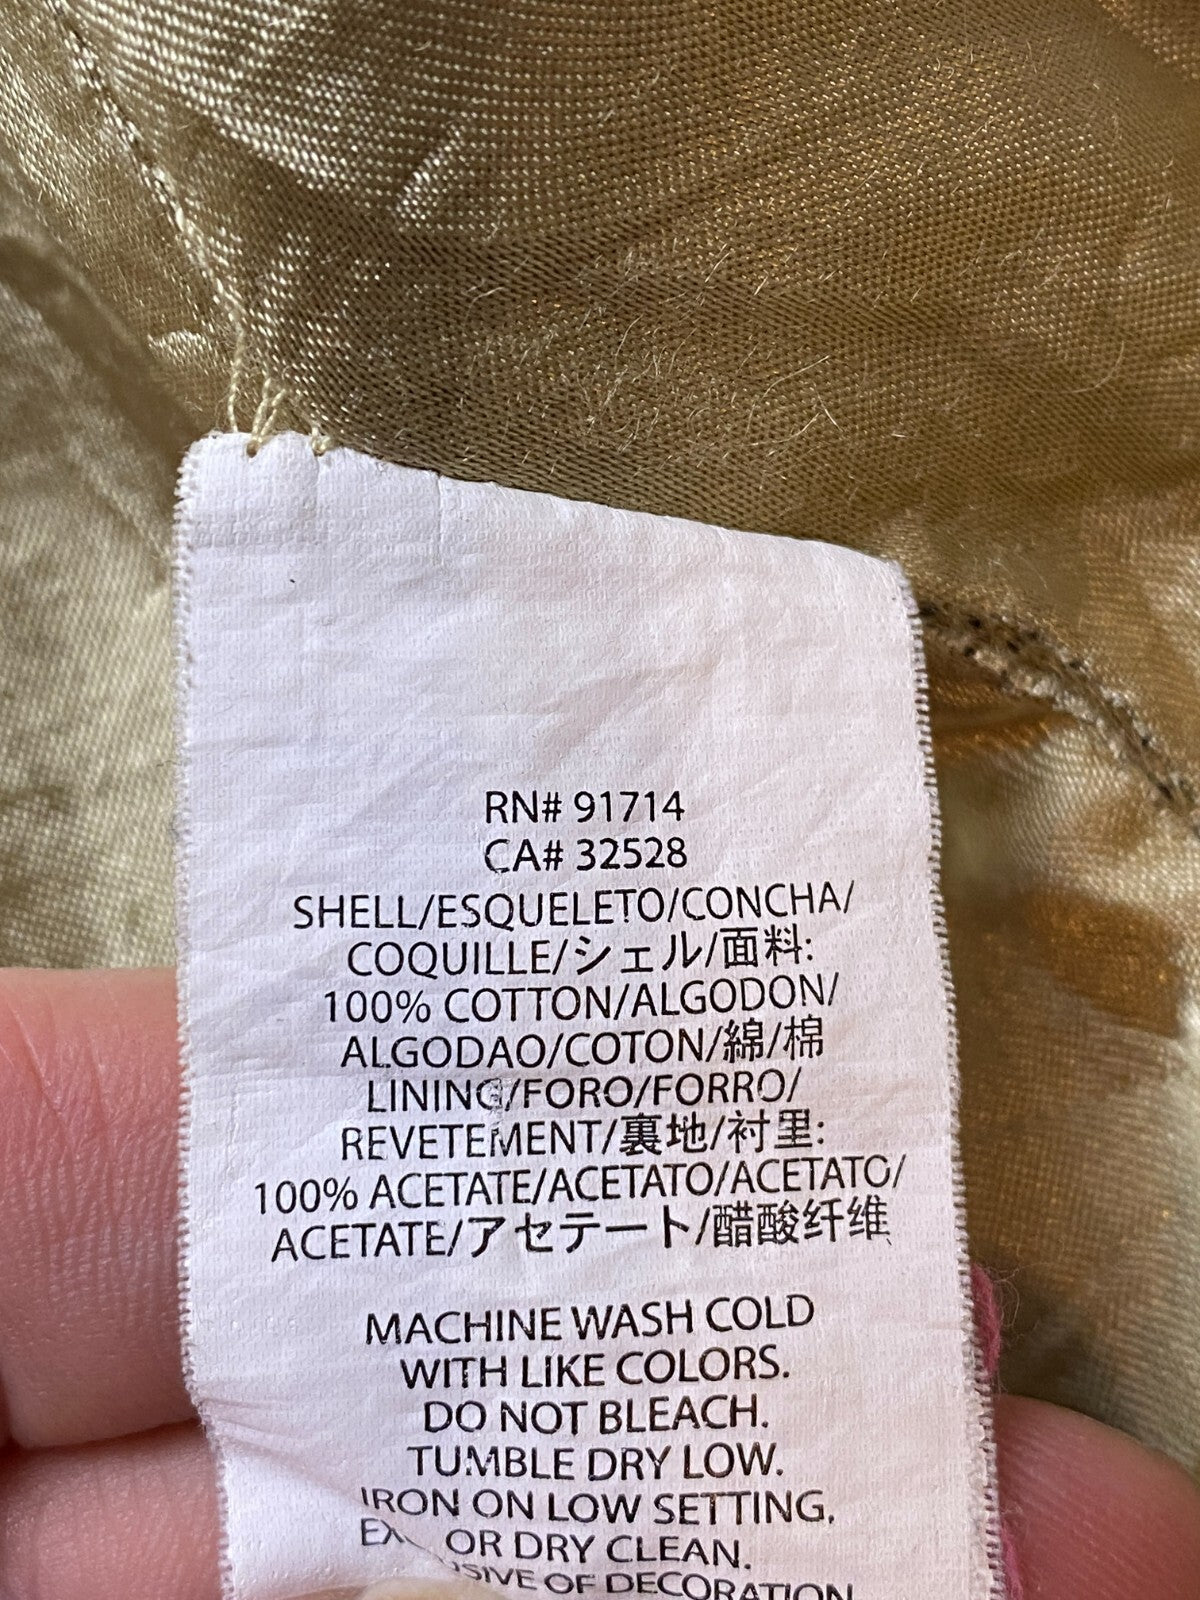 RN# 91714
CA# 32528
SHELL/ESQUELETO/CONCHA/
COQUILLE/シェル/面料:
100% COTTON/ALGODON/
ALGODAO/COTON/綿/棉
LINING/FORO/FORRO/
REVETEMENT/裏地/衬里:
100% ACETATE/ACETATO/ACETATO/
ACETATE/アセテート/醋酸纤维
MACHINE WASH COLD
WITH LIKE COLORS.
DO NOT BLEACH.
TUMBLE DRY LOW.
IRON ON LOW SETTING.
OR DRY CLEAN.
OF DECORATION